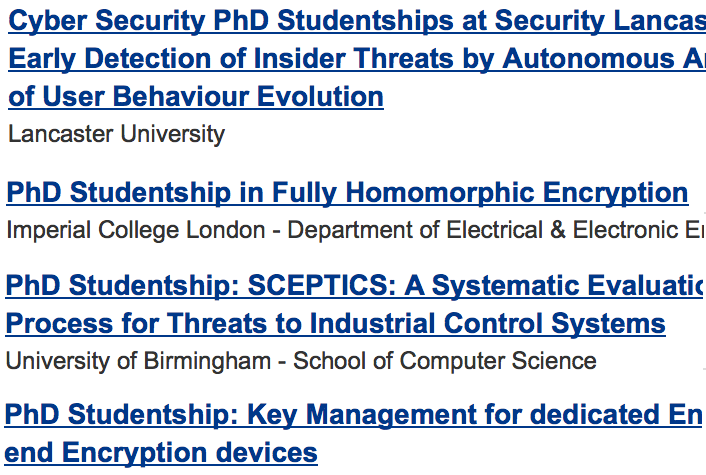 Cyber Security PhD Studentships at Security Lancas
Early Detection of Insider Threats by Autonomous
of User Behaviour Evolution
Lancaster University
PhD Studentship in Fully Homomorphic Encryption
Imperial College London - Department of Electrical & Electronic
PhD Studentship: SCEPTICS: A Systematic Evaluatio
Process for Threats to Industrial Control Systems
University of Birmingham - School of Computer Science
PhD Studentship: Key Management for dedicated En
end Encryption devices